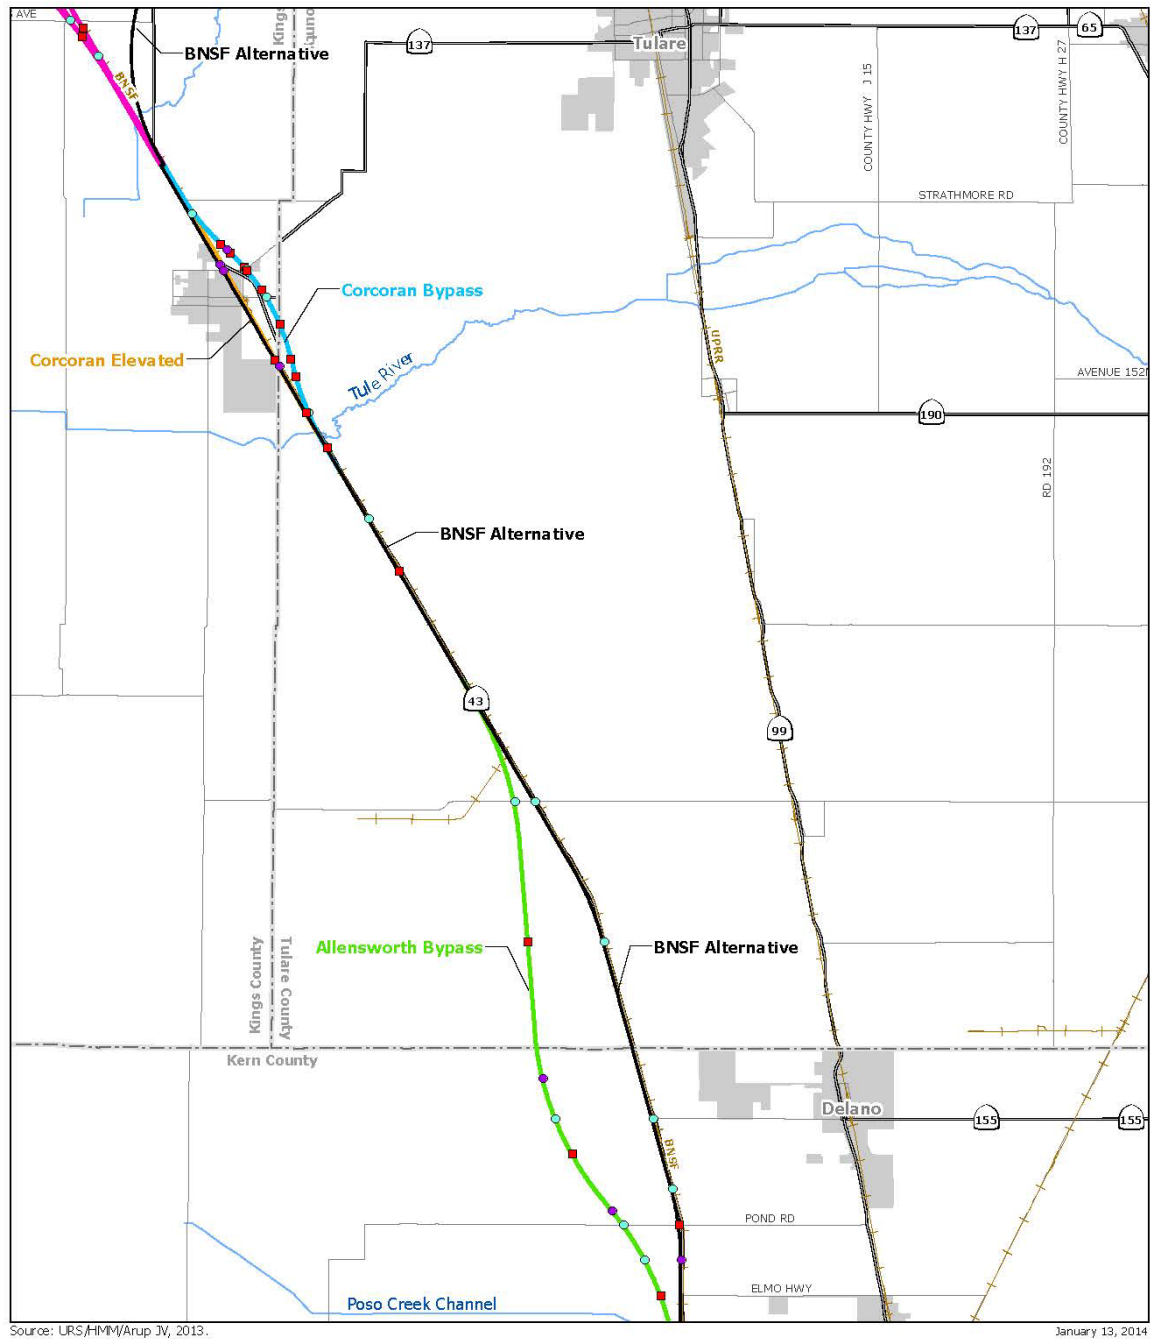 AVE
Kings
County
BNSF Alternative
137
Tulare
137
65
BNSF
COUNTY HWY J 15
COUNTY HWY H 27
STRATHMORE RD
Corcoran Bypass
Corcoran Elevated
Tule River
UPRR
AVENUE 152
190
RD 192
BNSF Alternative
43
99
Allensworth Bypass
BNSF Alternative
Kings County
Tulare County
Kern County
Delano
155
155
BNSF
POND RD
ELMO HWY
Poso Creek Channel
Source: URS/HMM/Arup JV, 2013.
January 13, 2014